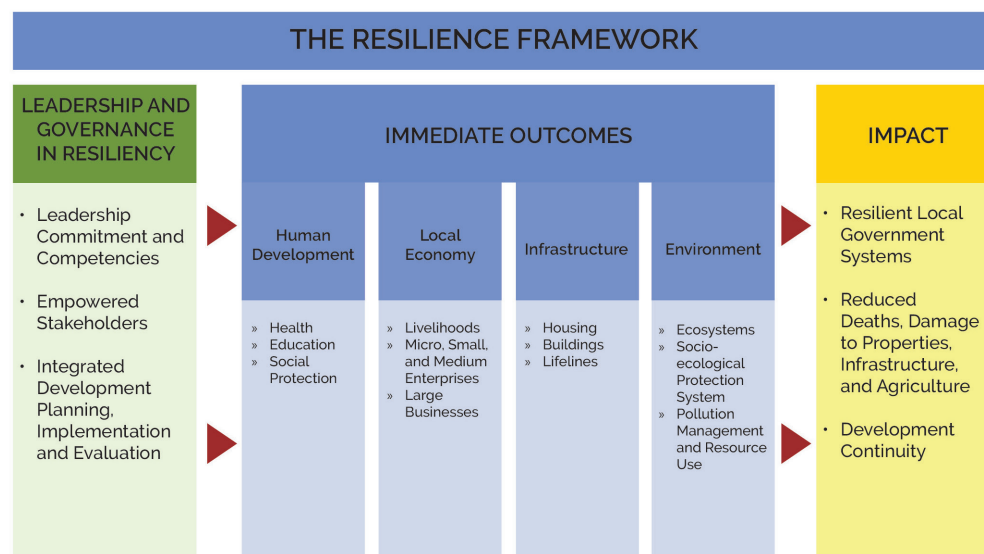 THE RESILIENCE FRAMEWORK
LEADERSHIP AND
GOVERNANCE
IN RESILIENCY
• Leadership
Commitment and
Competencies
• Empowered
Stakeholders
• Integrated
Development
Planning,
Implementation
and Evaluation
IMMEDIATE OUTCOMES
Human
Development
» Health
» Education
» Social
Protection
Local
Economy
» Livelihoods
» Micro, Small,
and Medium
Enterprises
» Large
Businesses
Infrastructure
» Housing
» Buildings
» Lifelines
Environment
» Ecosystems
» Socio-
ecological
Protection
System
» Pollution
Management
and Resource
Use
IMPACT
• Resilient Local
Government
Systems
• Reduced
Deaths, Damage
to Properties,
Infrastructure,
and Agriculture
• Development
Continuity